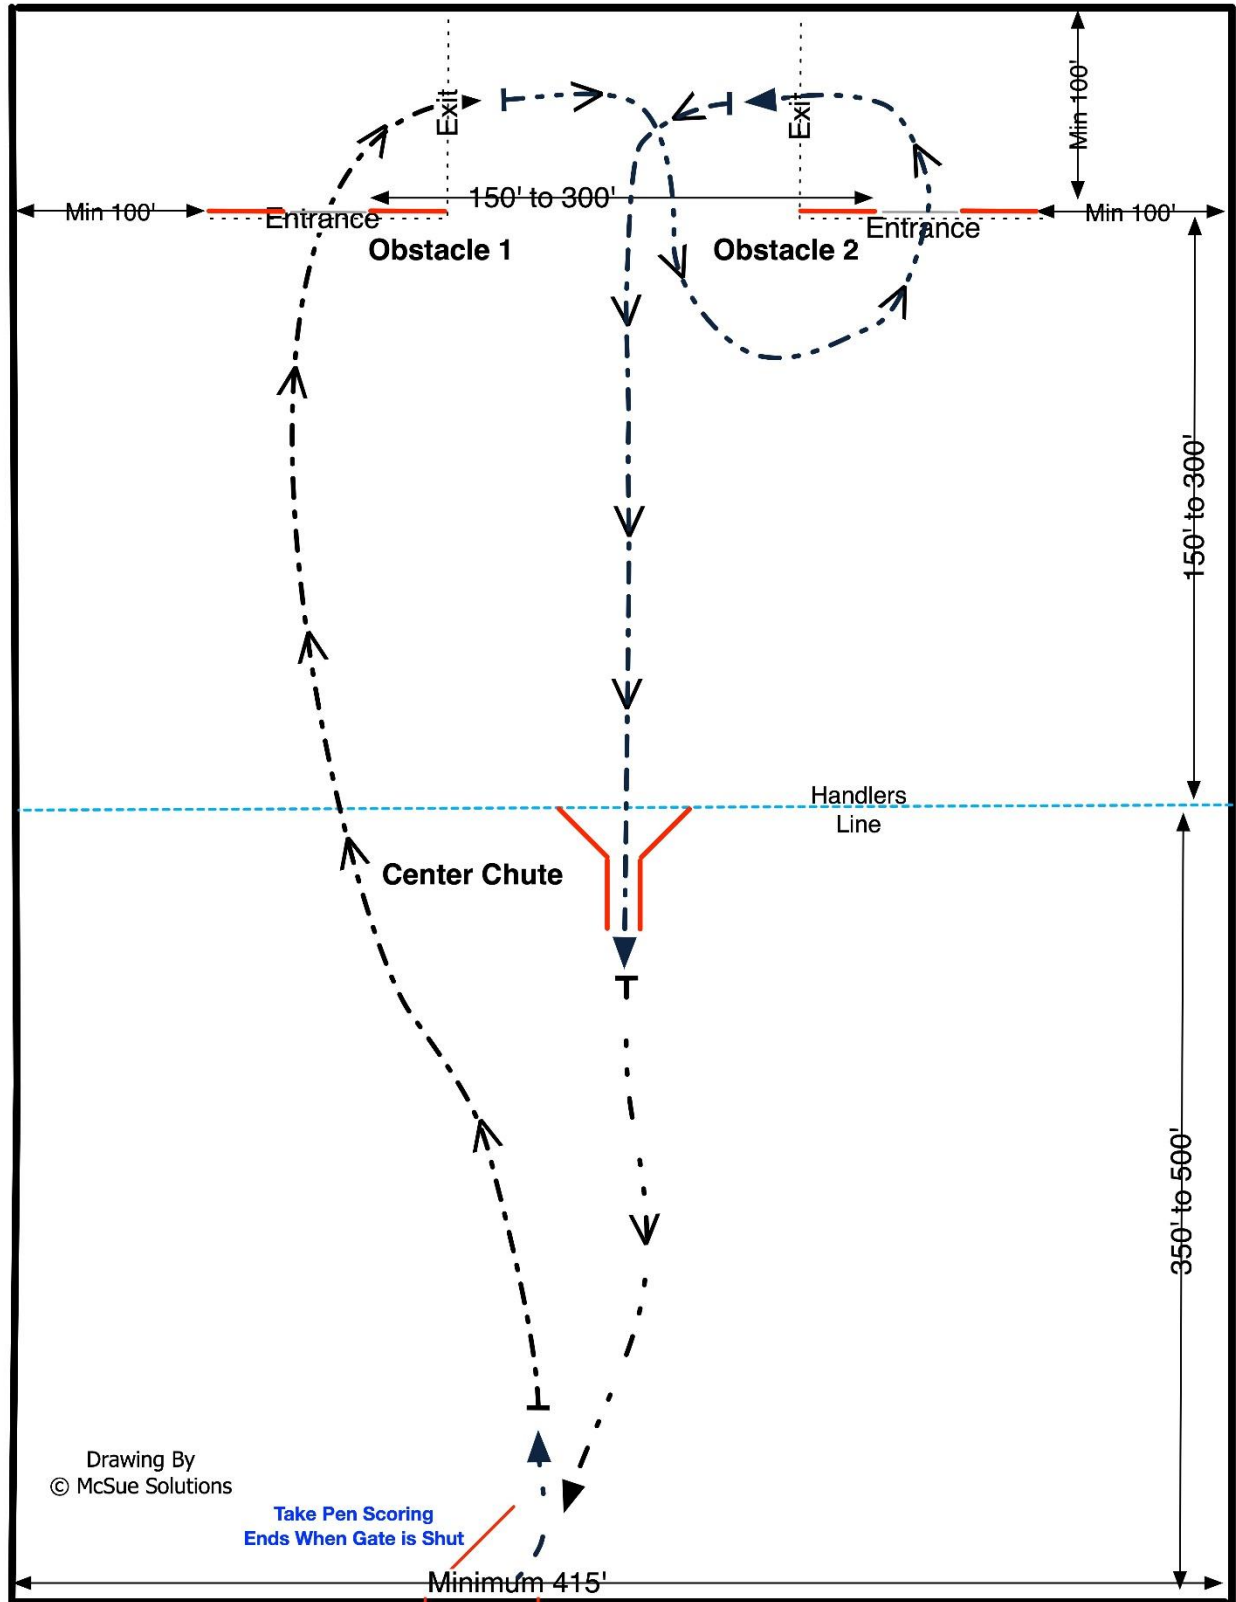 Min 100'
Exit
Exit
150' to 300'
Min 100'
Entrance
Min 100'
Entrance
Obstacle 1
Obstacle 2
150' to 300'
Handlers
Line
Center Chute
350' to 500'
Drawing By
© McSue Solutions
Take Pen Scoring
Ends When Gate is Shut
Minimum 415'